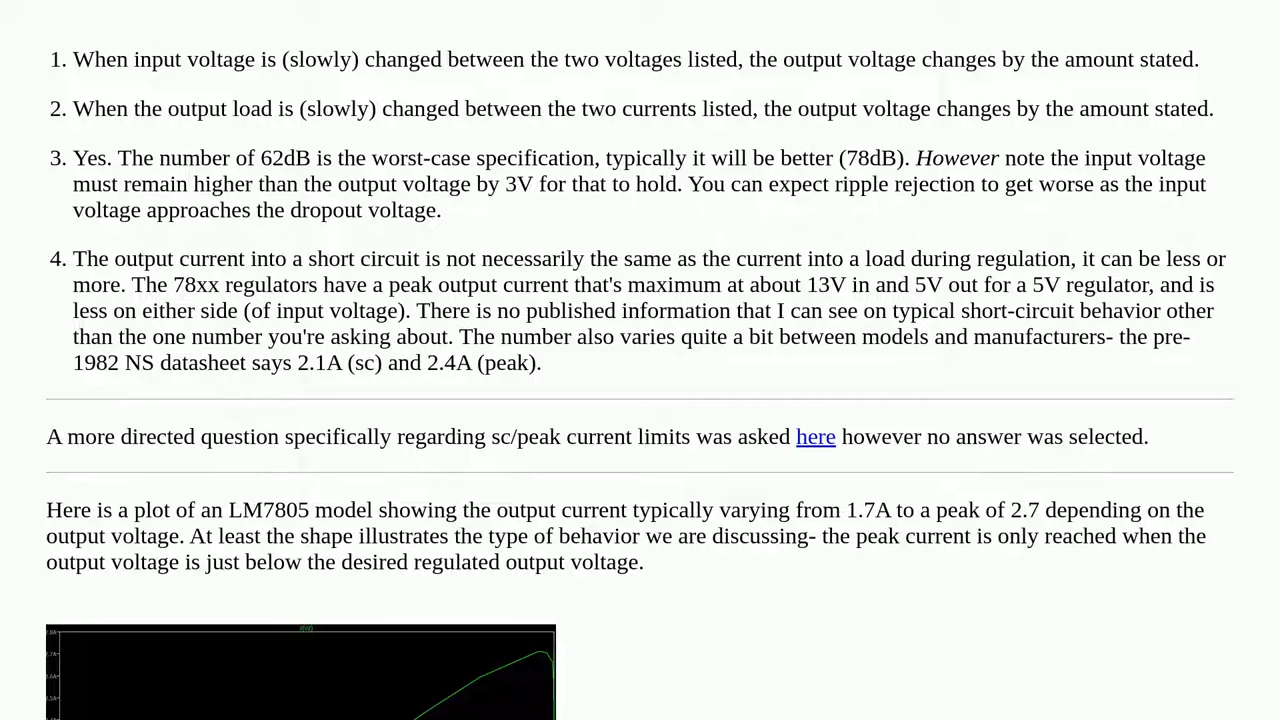 1. When input voltage is (slowly) changed between the two voltages listed, the output voltage changes by the amount stated.
2. When the output load is (slowly) changed between the two currents listed, the output voltage changes by the amount stated.
3. Yes. The number of 62dB is the worst-case specification, typically it will be better (78dB). However note the input voltage
must remain higher than the output voltage by 3V for that to hold. You can expect ripple rejection to get worse as the input
voltage approaches the dropout voltage.
4. The output current into a short circuit is not necessarily the same as the current into a load during regulation, it can be less or
more. The 78xx regulators have a peak output current that's maximum at about 13V in and 5V out for a 5V regulator, and is
less on either side (of input voltage). There is no published information that I can see on typical short-circuit behavior other
than the one number you're asking about. The number also varies quite a bit between models and manufacturers- the pre-
1982 NS datasheet says 2.1A (sc) and 2.4A (peak).
A more directed question specifically regarding sc/peak current limits was asked here however no answer was selected.
Here is a plot of an LM7805 model showing the output current typically varying from 1.7A to a peak of 2.7 depending on the
output voltage. At least the shape illustrates the type of behavior we are discussing- the peak current is only reached when the
output voltage is just below the desired regulated output voltage.